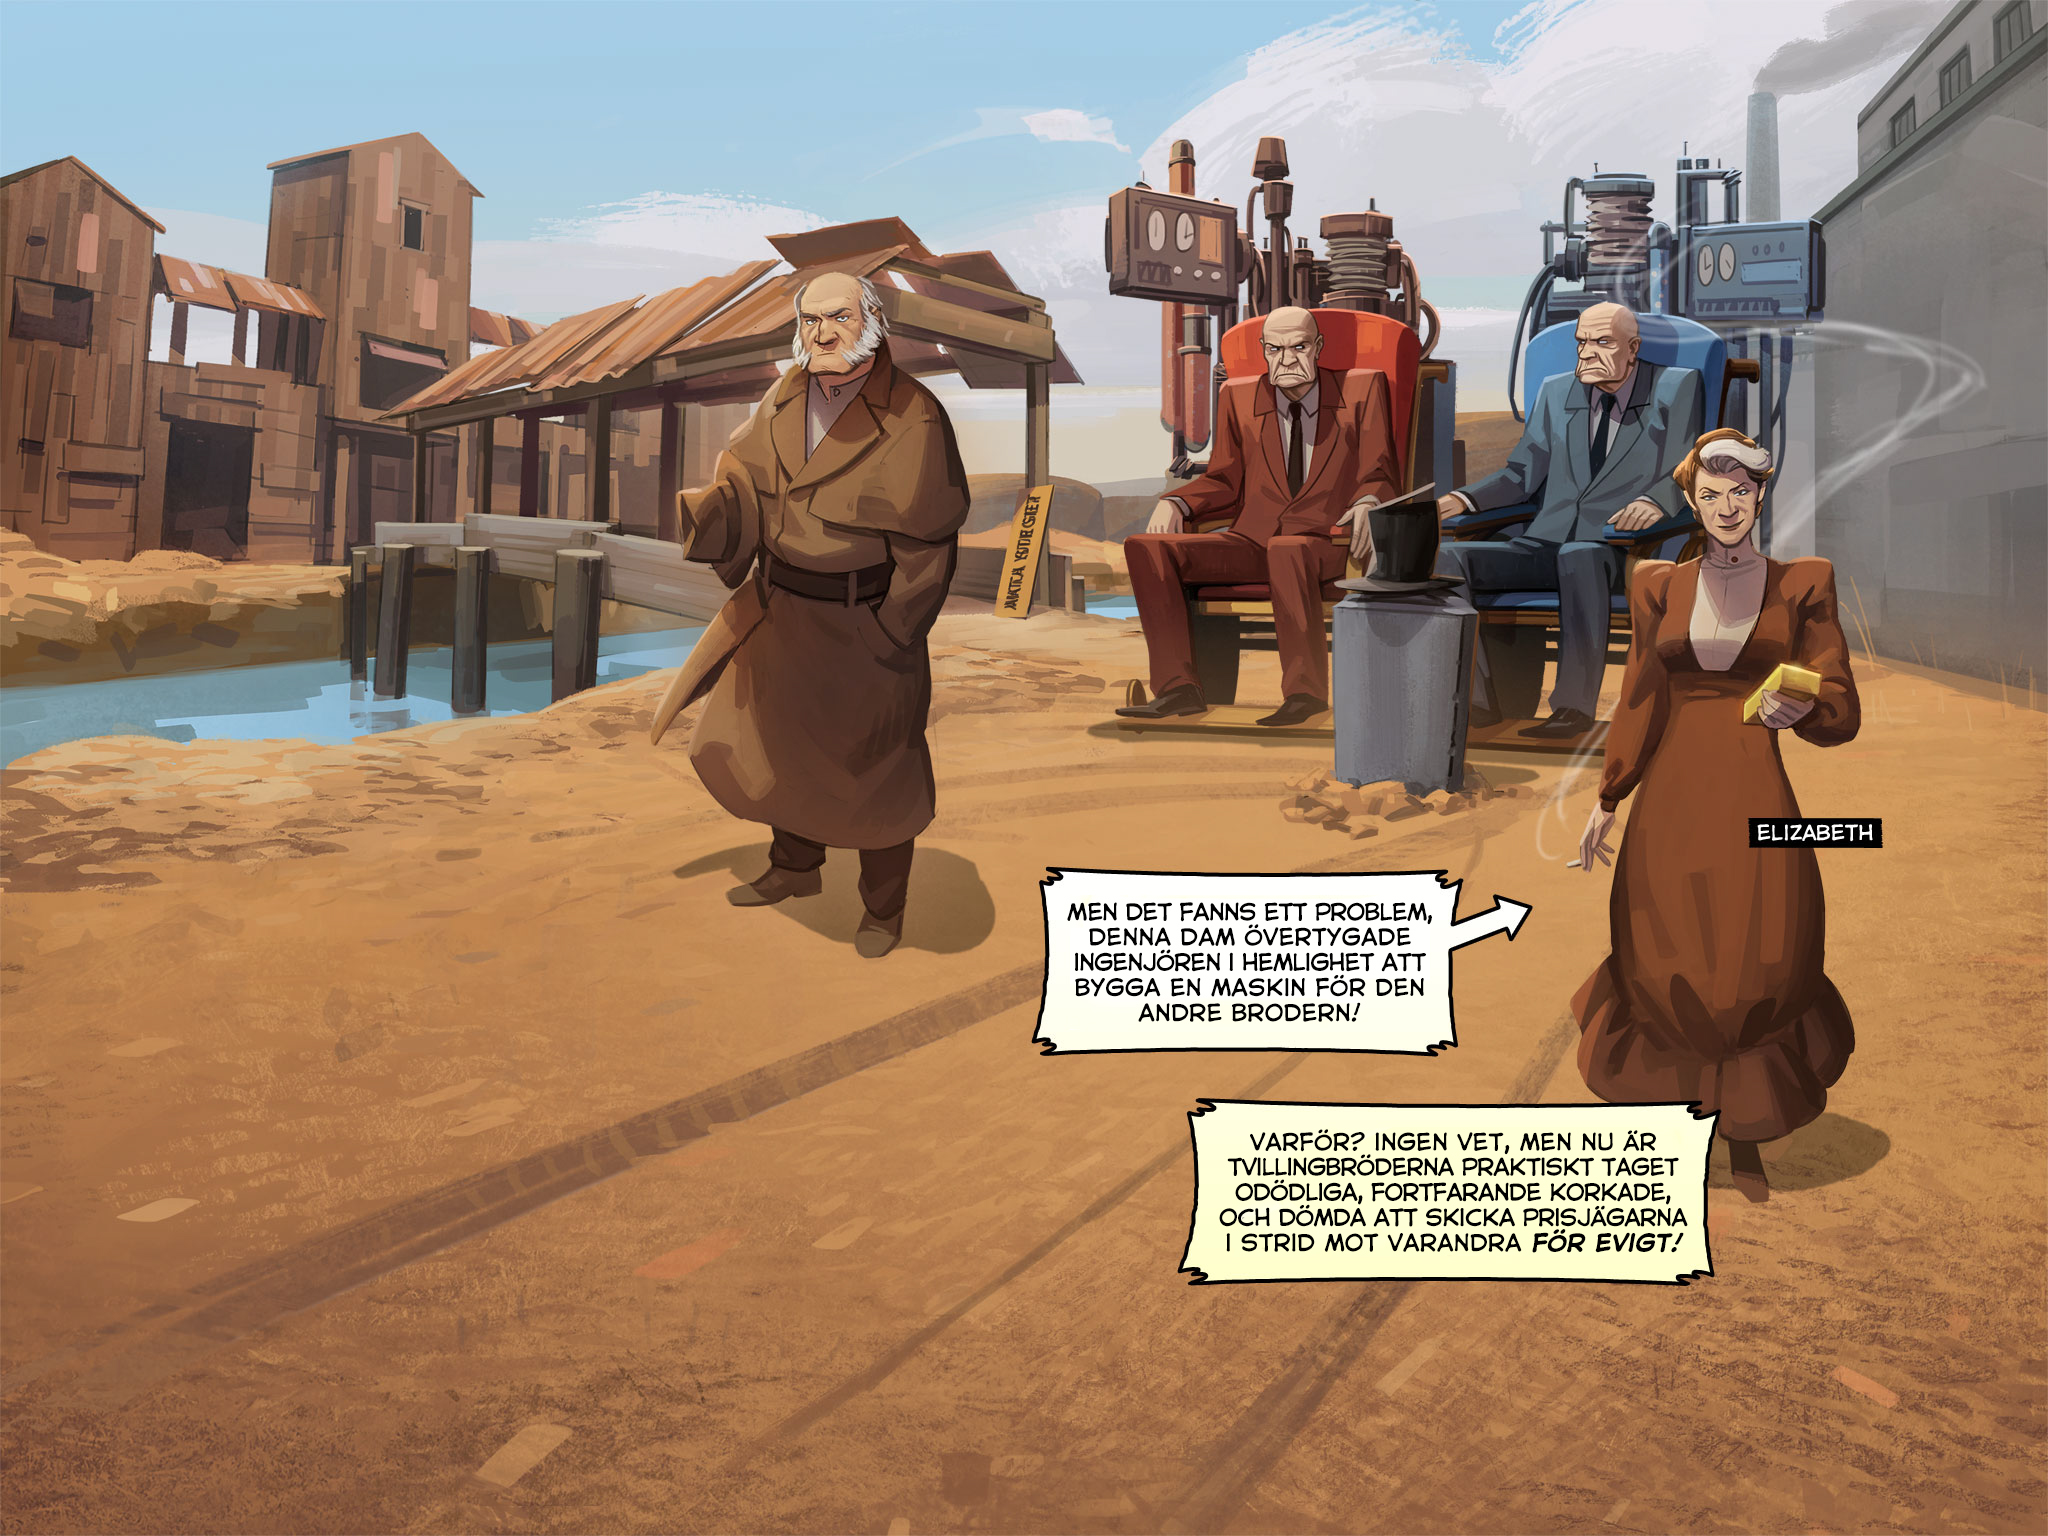 ELIZABETH
MEN DET FANNS ETT PROBLEM,
DENNA DAM ÖVERTYGADE
INGENJÖREN I HEMLIGHET ATT
BYGGA EN MASKIN FÖR DEN
ANDRE BRODERN!
VARFÖR? INGEN VET, MEN NU ÄR
TVILLINGBRÖDERNA PRAKTISKT TAGET
ODÖDLIGA, FORTFARANDE KORKADE,
OCH DÖMDA ATT SKICKA PRISJÄGARNA
I STRID MOT VARANDRA FÖR EVIGT!